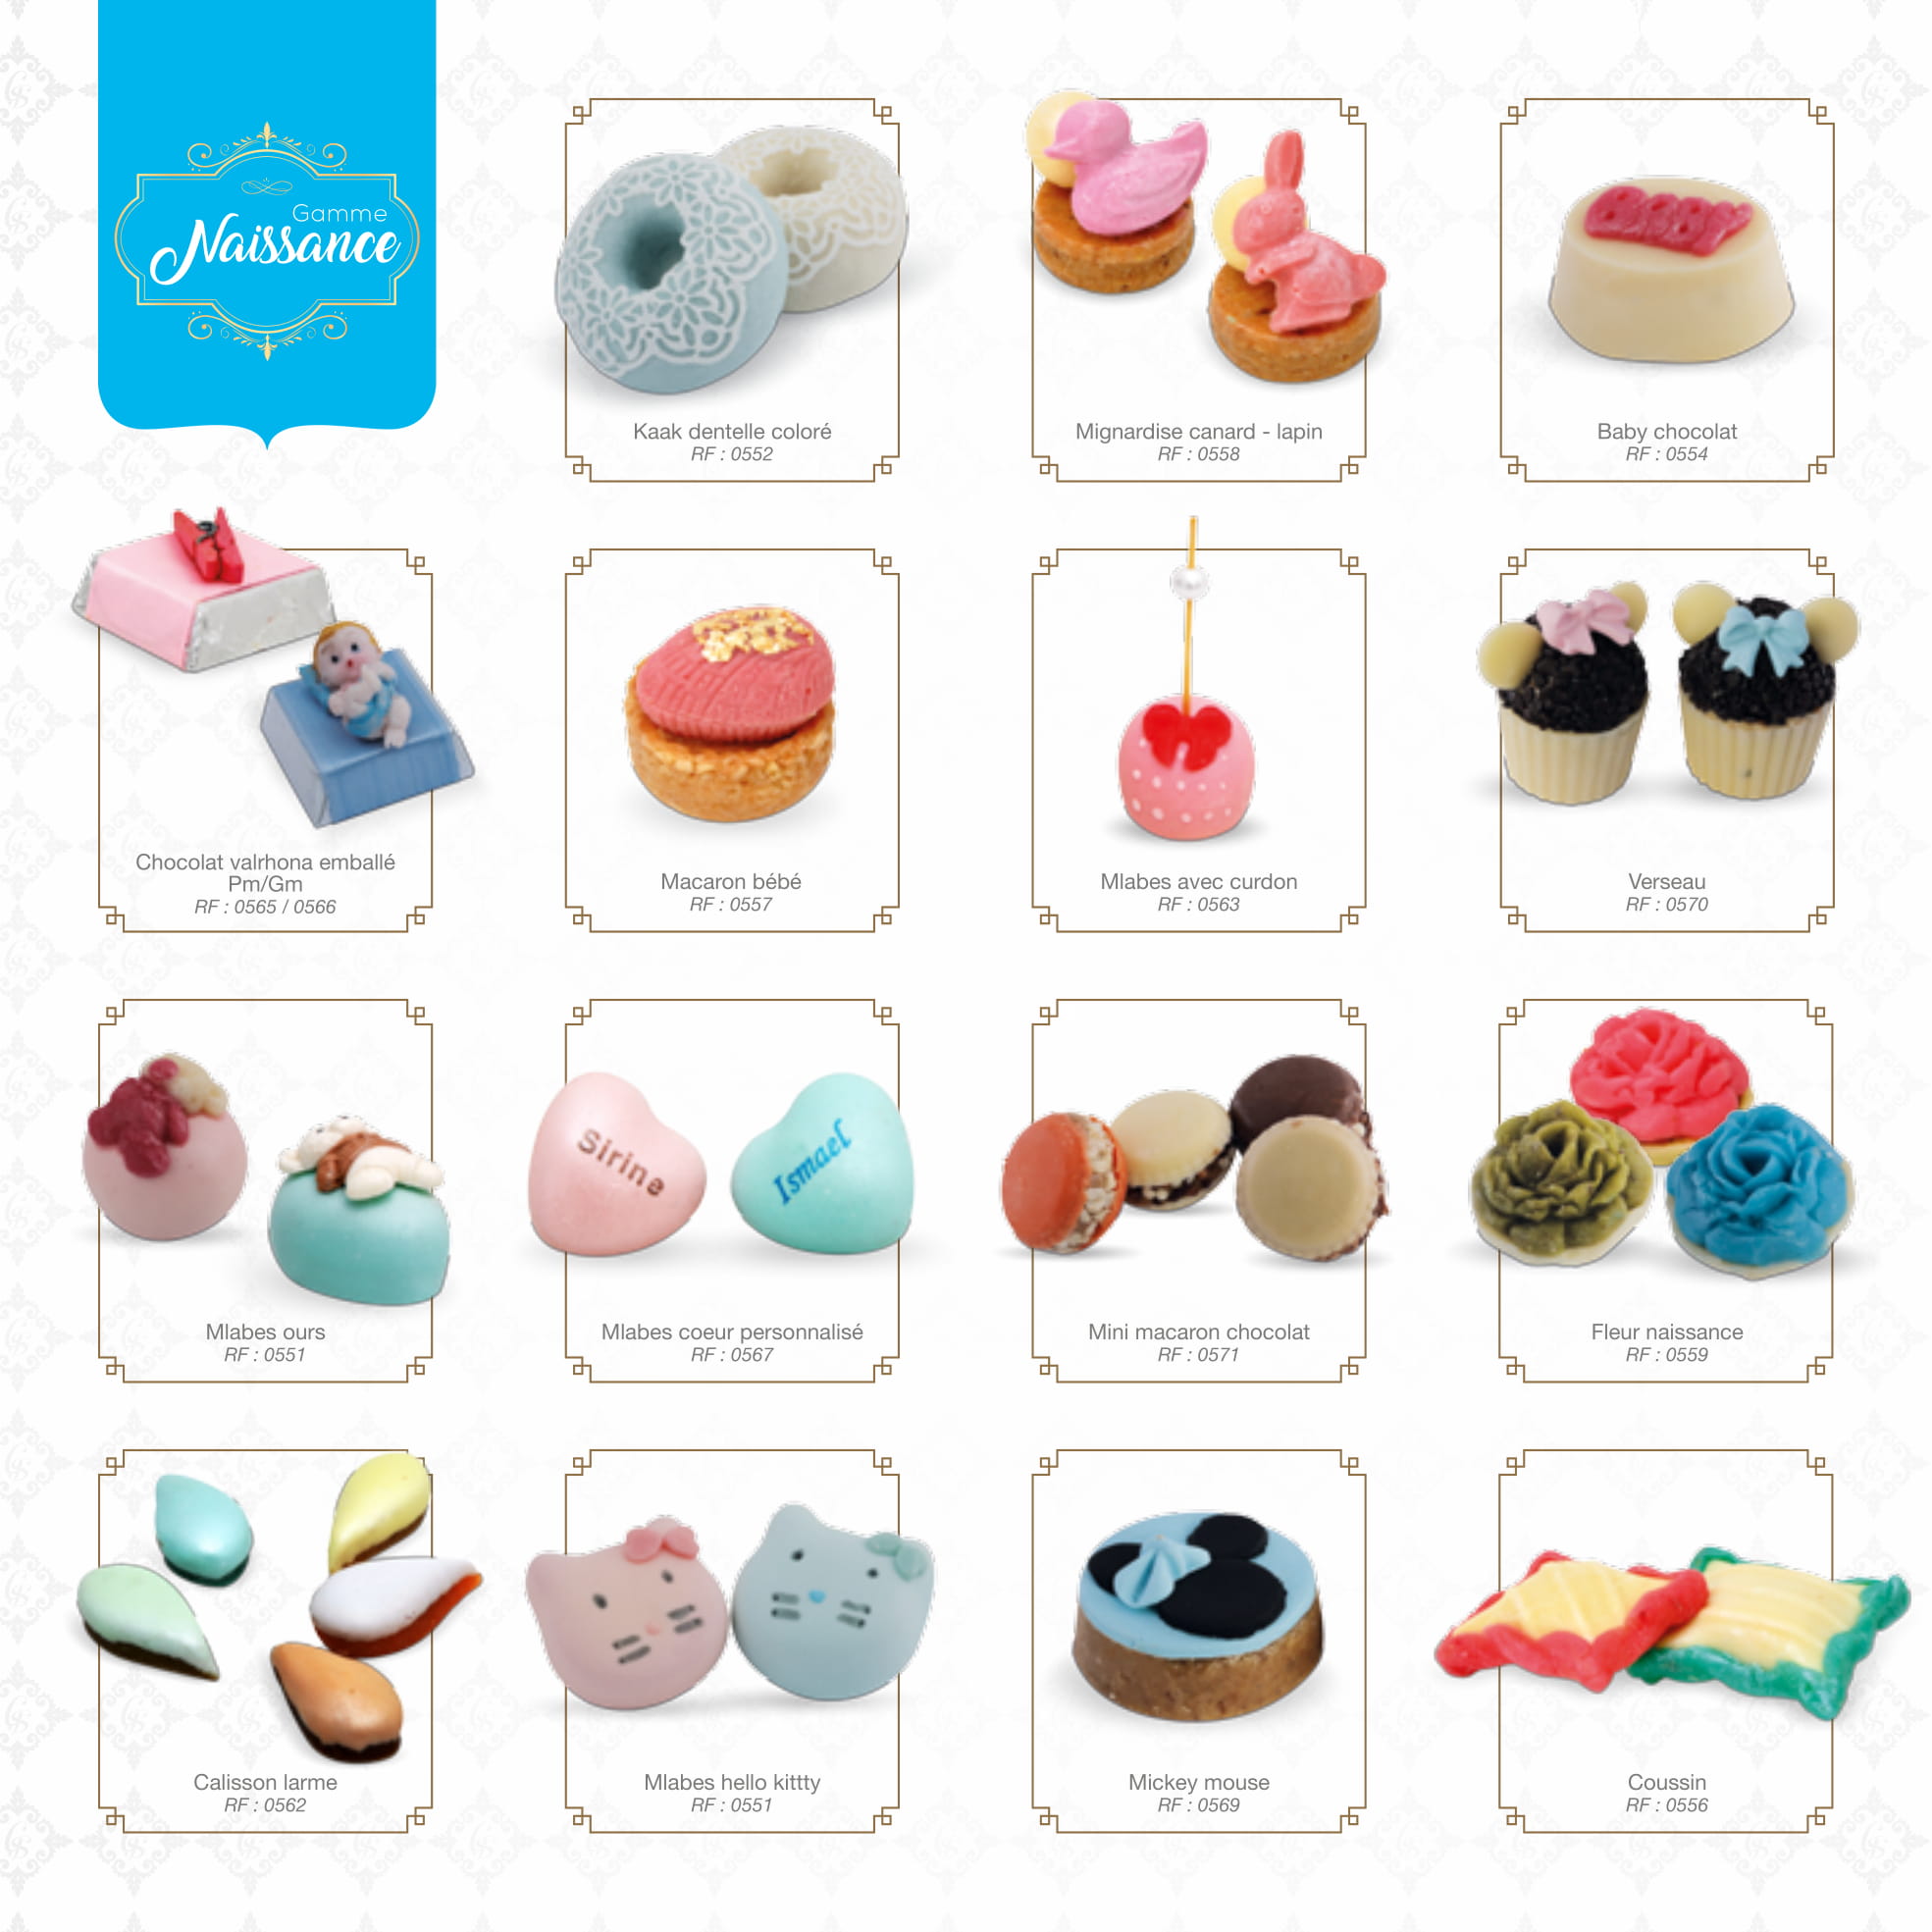 Gamme
Naissance
Kaak dentelle coloré
RF : 0552
Mignardise canard - lapin
RF : 0558
BABY
Baby chocolat
RF : 0554
Chocolat valrhona emballé
Pm/Gm
RF : 0565 / 0566
Macaron bébé
RF : 0557
Mlabes avec curdon
RF : 0563
Verseau
RF : 0570
Mlabes ours
RF : 0551
Sirine
Ismael
Mlabes coeur personnalisé
RF : 0567
Mini macaron chocolat
RF : 0571
Fleur naissance
RF : 0559
Calisson larme
RF : 0562
Mlabes hello kittty
RF : 0551
Mickey mouse
RF : 0569
Coussin
RF : 0556